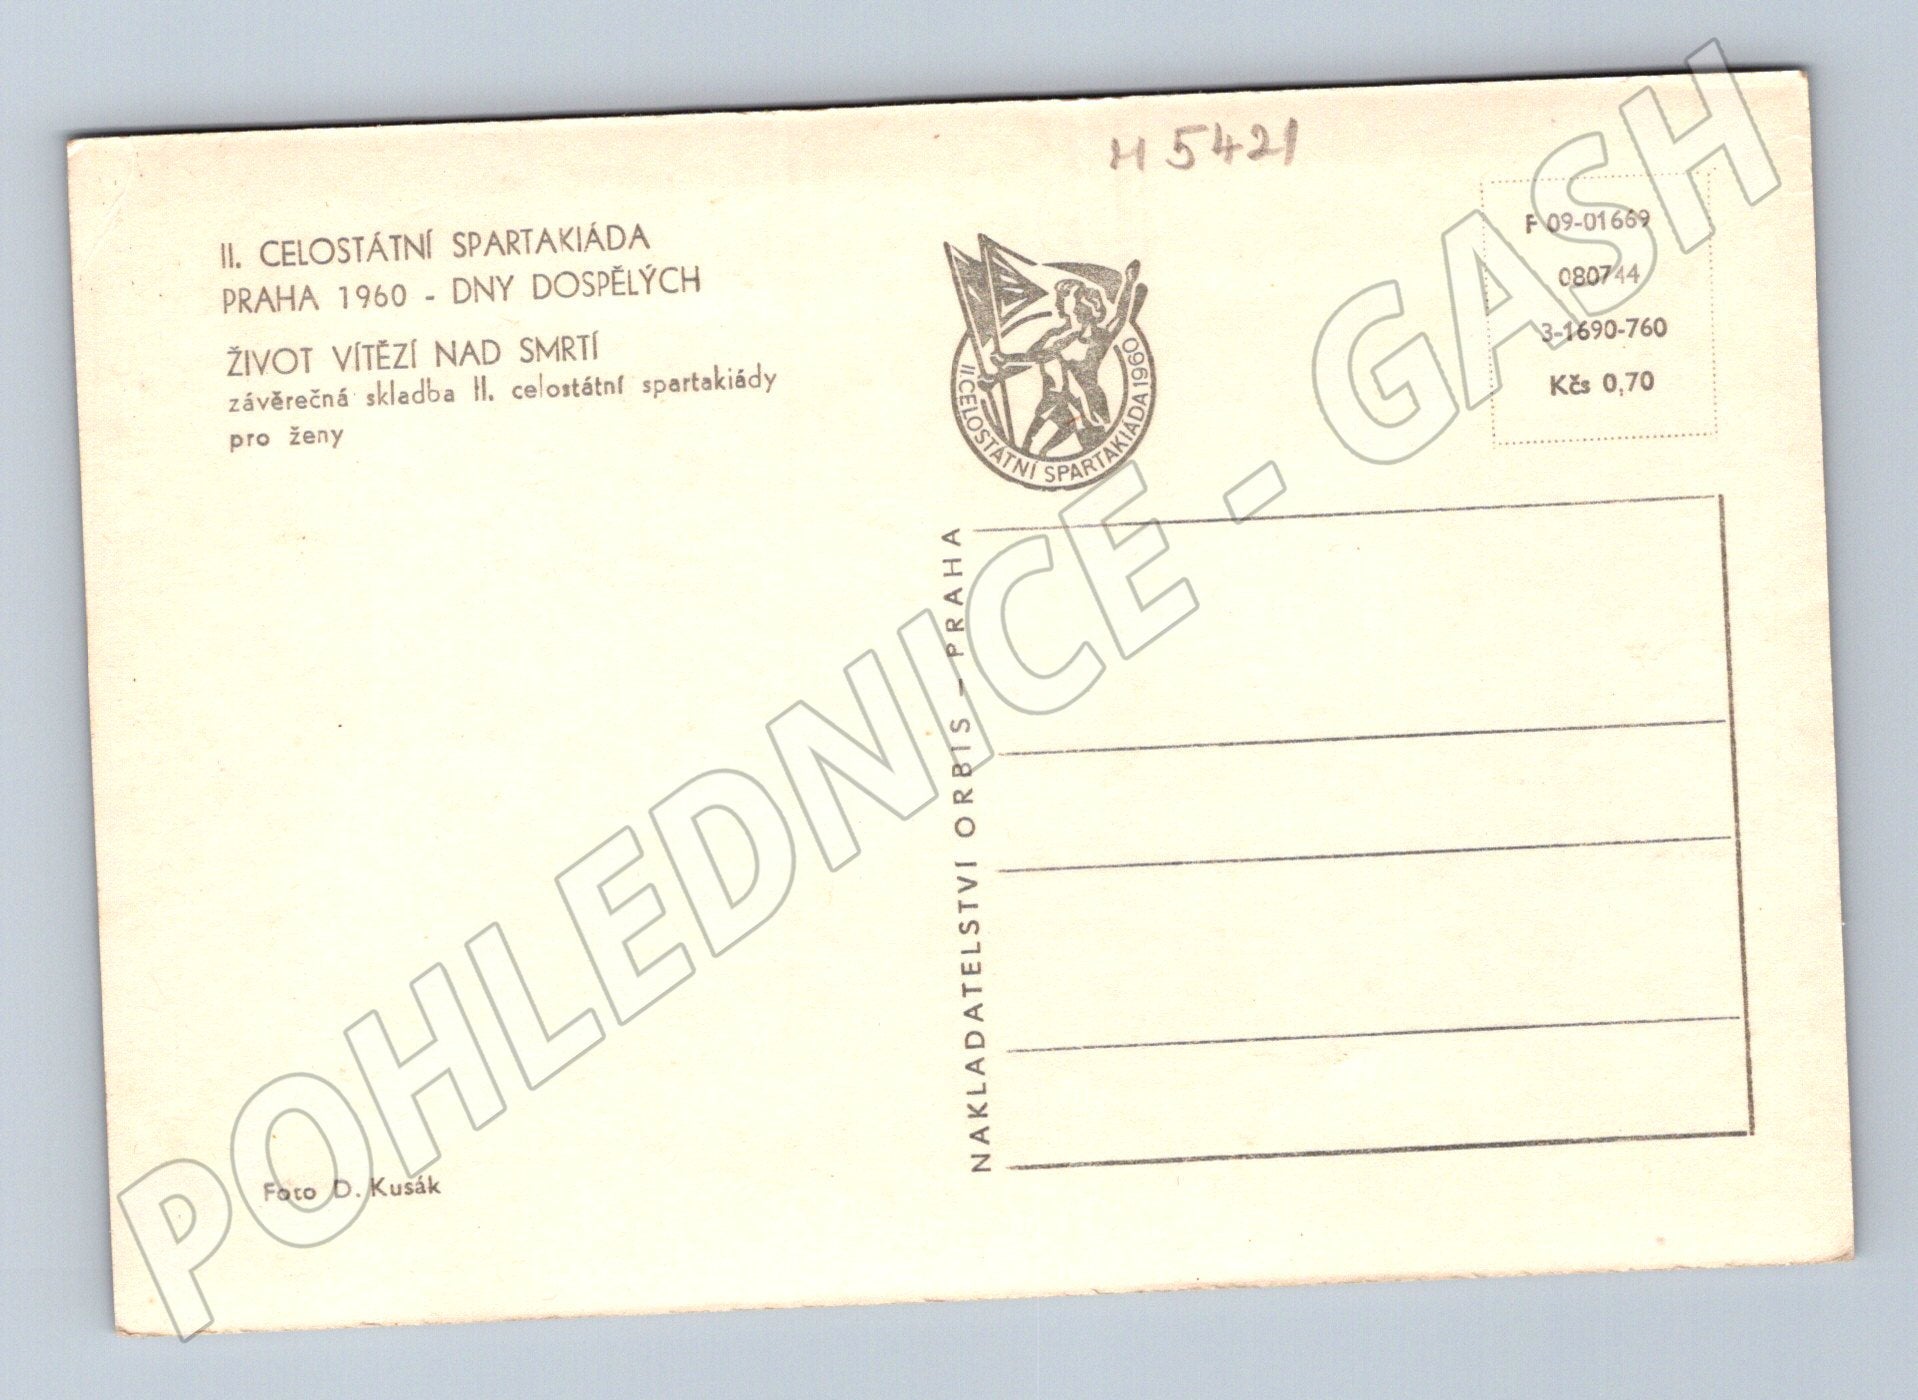 H 5421
II. CELOSTÁTNÍ SPARTAKIÁDA
PRAHA 1960 - DNY DOSPĚLÝCH
ŽIVOT VÍTĚZÍ NAD SMRTÍ
závěrečná skladba II. celostátní spartakiády
pro ženy
II. CELOSTÁTNÍ SPARTAKIÁDA 1960
F 09-01669
080744
3-1690-760
Kčs 0,70
NAKLADATELSTVÍ ORBIS – PRAHA
Foto D. Kusák
POHLEDNICE - GASH